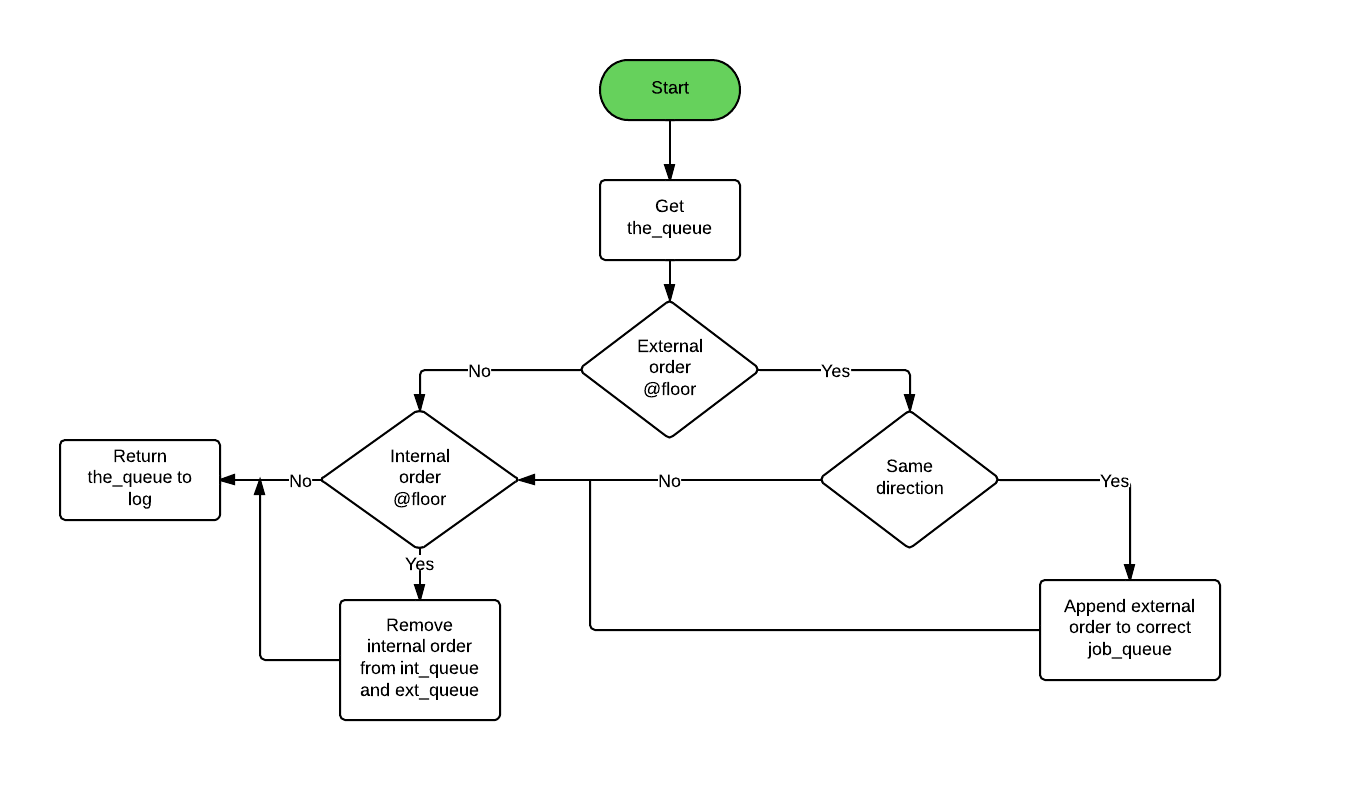 Start
Get
the_queue
External
order
@floor
No
Yes
Internal
order
@floor
Same
direction
Return
the_queue to
log
No
No
Yes
Yes
Append external
order to correct
job_queue
Remove
internal order
from int_queue
and ext_queue